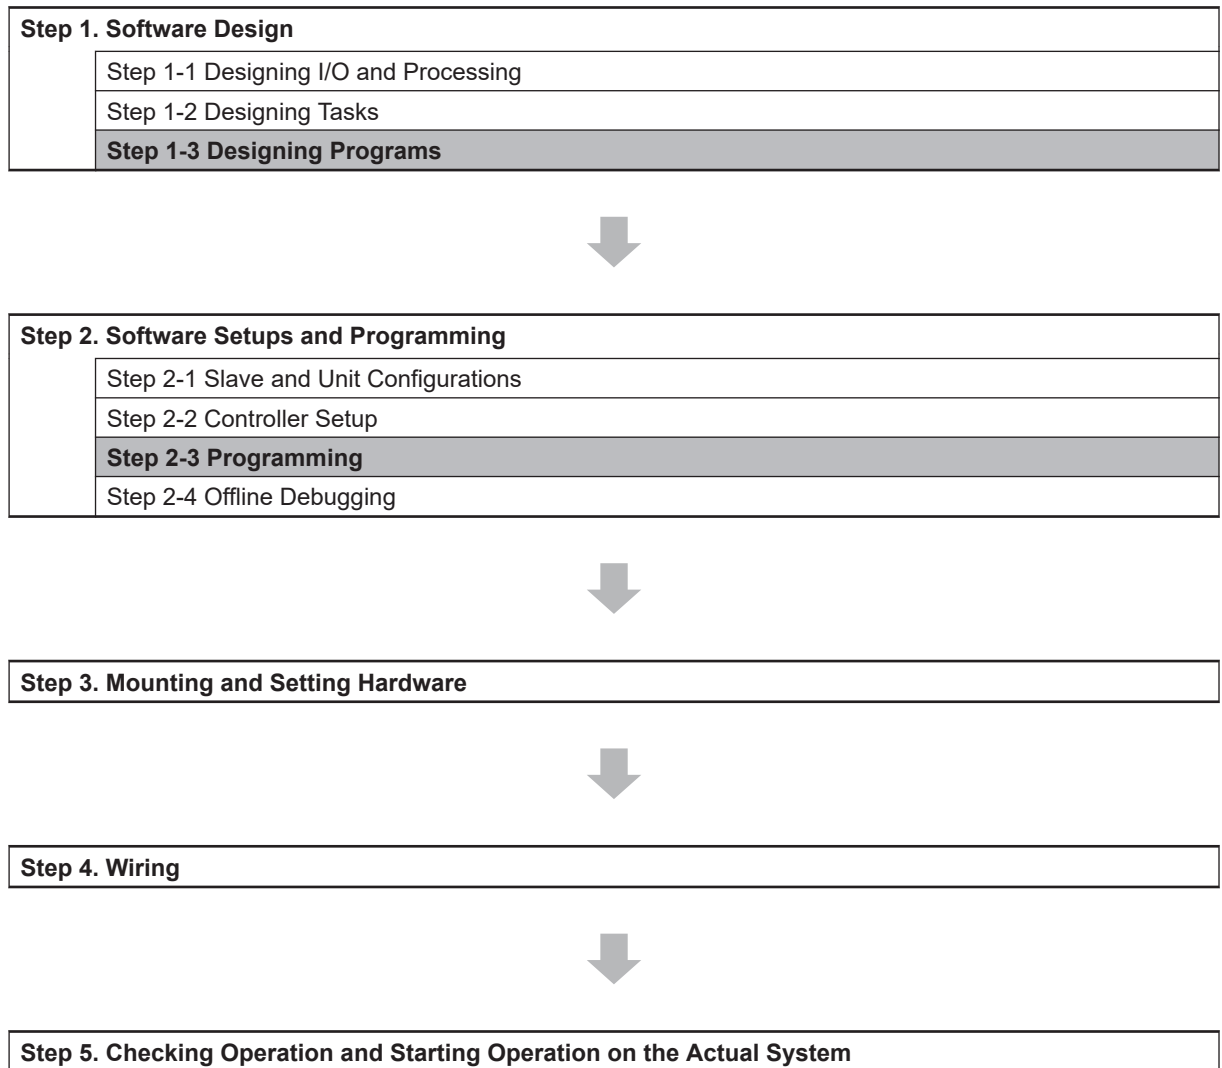 Step 1. Software Design
Step 1-1 Designing I/O and Processing
Step 1-2 Designing Tasks
Step 1-3 Designing Programs
Step 2. Software Setups and Programming
Step 2-1 Slave and Unit Configurations
Step 2-2 Controller Setup
Step 2-3 Programming
Step 2-4 Offline Debugging
Step 3. Mounting and Setting Hardware
Step 4. Wiring
Step 5. Checking Operation and Starting Operation on the Actual System